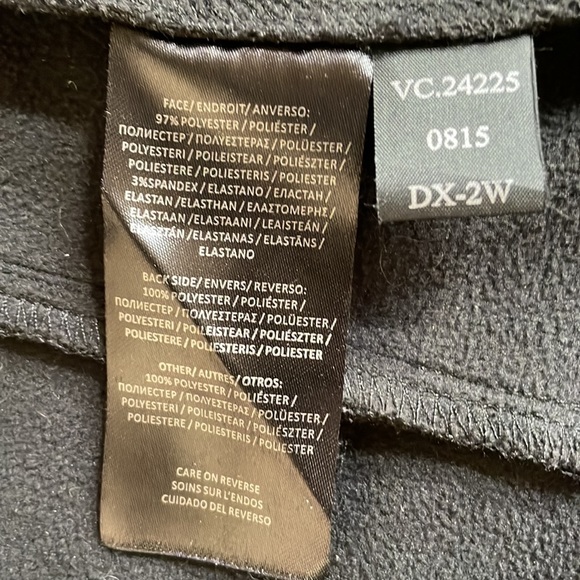 FACE/ ENDROIT/ ANVERSO:
97% POLYESTER / POLIÉSTER /
ПОЛИЕСТЕР / ΠΟΛΥΕΣΤΕΡΑΣ / POLÜESTER /
POLYESTERI / POILEISTEAR / POLIÉSZTER /
POLIESTERE / POLIESTERIS / POLIESTER
3%SPANDEX / ELASTANO / ЕЛАСТАН /
ELASTAN / ELASTHAN / ΕΛΑΣΤΟΜΕΡΗΣ /
ELASTAAN / ELASTAANI / LEAISTEÁN /
ELASZTÁN / ELASTANAS / ELASTĀNS /
ELASTANO
BACK SIDE/ ENVERS/ REVERSO:
100% POLYESTER / POLIÉSTER /
ПОЛИЕСТЕР / ΠΟΛΥΕΣΤΕΡΑΣ / POLÜESTER /
POLYESTERI / POILEISTEAR / POLIÉSZTER /
POLIESTERE / POLIESTERIS / POLIESTER
OTHER/ AUTRES/ OTROS:
100% POLYESTER / POLIÉSTER /
ПОЛИЕСТЕР / ΠΟΛΥΕΣΤΕΡΑΣ / POLÜESTER /
POLYESTERI / POILEISTEAR / POLIÉSZTER /
POLIESTERE / POLIESTERIS / POLIESTER
CARE ON REVERSE
SOINS SUR L'ENDOS
CUIDADO DEL REVERSO
VC.24225
0815
DX-2W